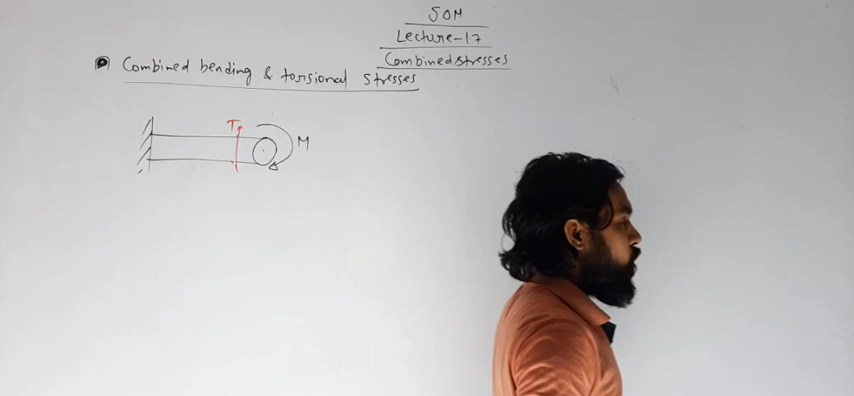 SOM
Lecture-17
Combined stresses
Combined bending & torsional stresses
T
M